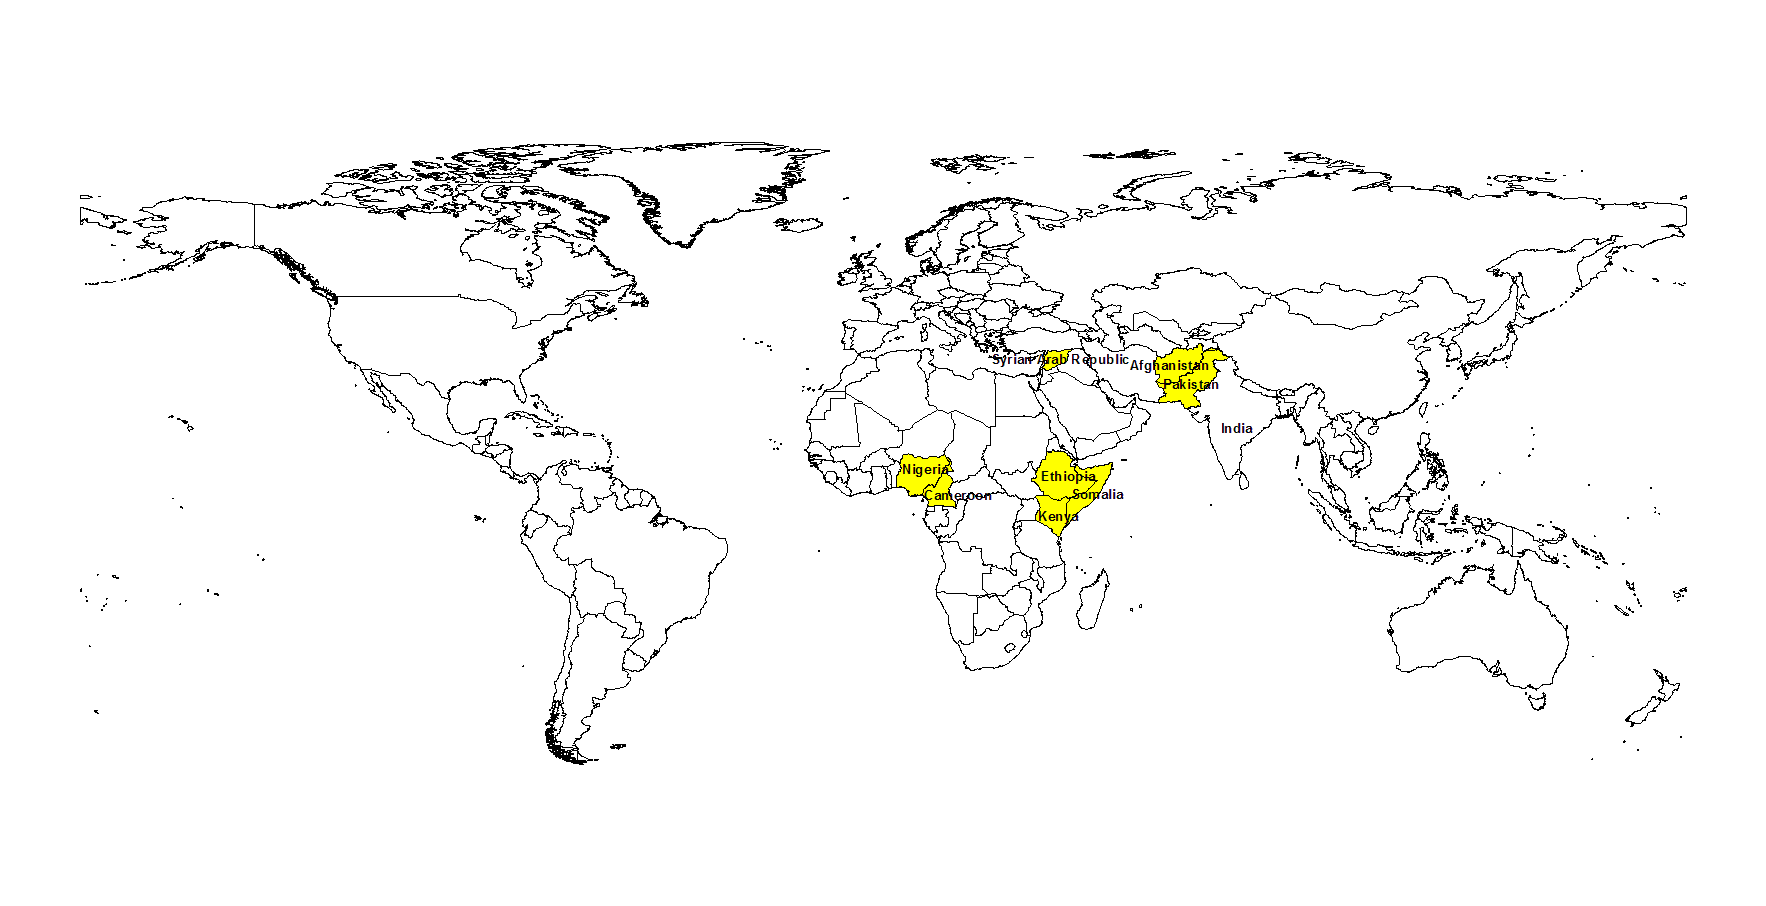 Syrian Arab Republic
Afghanistan
Pakistan
India
Nigeria
Ethiopia
Cameroon
Somalia
Kenya